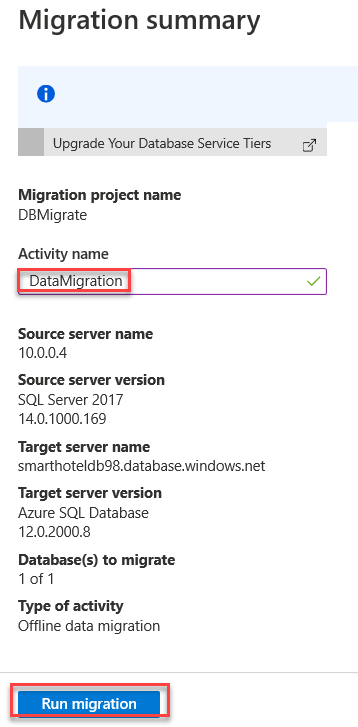 Migration summary
Upgrade Your Database Service Tiers
Migration project name
DBMigrate
Activity name
DataMigration
Source server name
10.0.0.4
Source server version
SQL Server 2017
14.0.1000.169
Target server name
smarthoteldb98.database.windows.net
Target server version
Azure SQL Database
12.0.2000.8
Database(s) to migrate
1 of 1
Type of activity
Offline data migration
Run migration